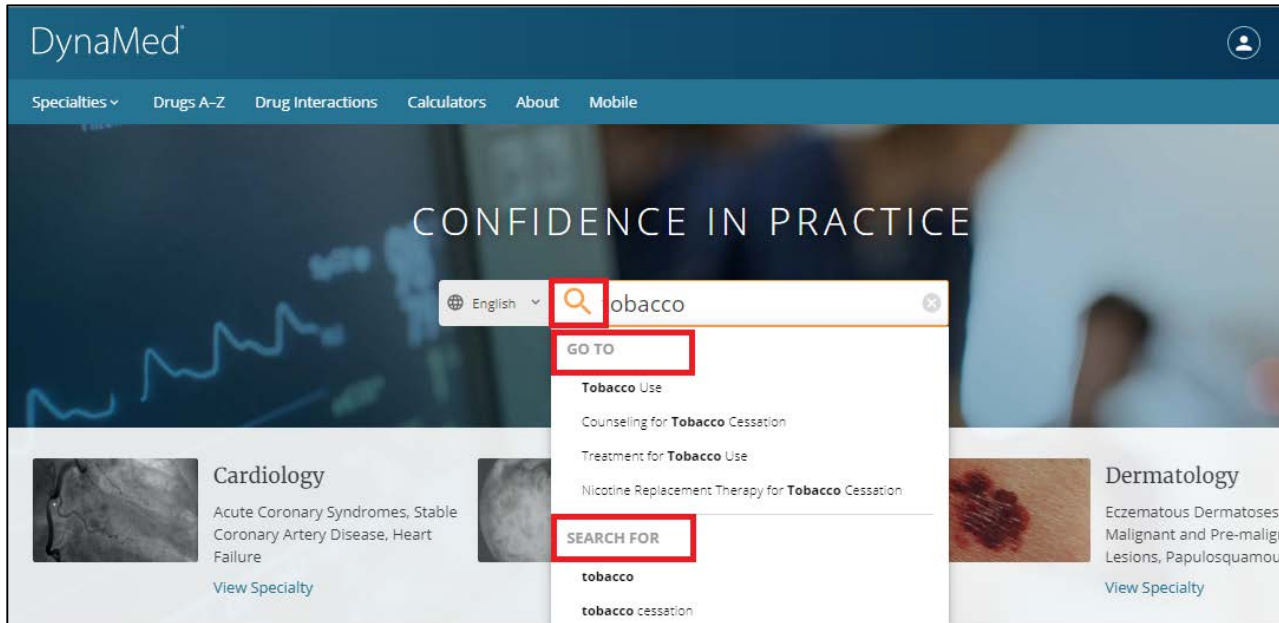 DynaMed
Specialties Drugs A–Z Drug Interactions Calculators About Mobile
CONFIDENCE IN PRACTICE
English
tobacco
GO TO
Tobacco Use
Counseling for Tobacco Cessation
Treatment for Tobacco Use
Nicotine Replacement Therapy for Tobacco Cessation
SEARCH FOR
tobacco
tobacco cessation
Cardiology
Acute Coronary Syndromes, Stable
Coronary Artery Disease, Heart
Failure
View Specialty
Dermatology
Eczematous Dermatoses
Malignant and Pre-malig
Lesions, Papulosquamou
View Specialty